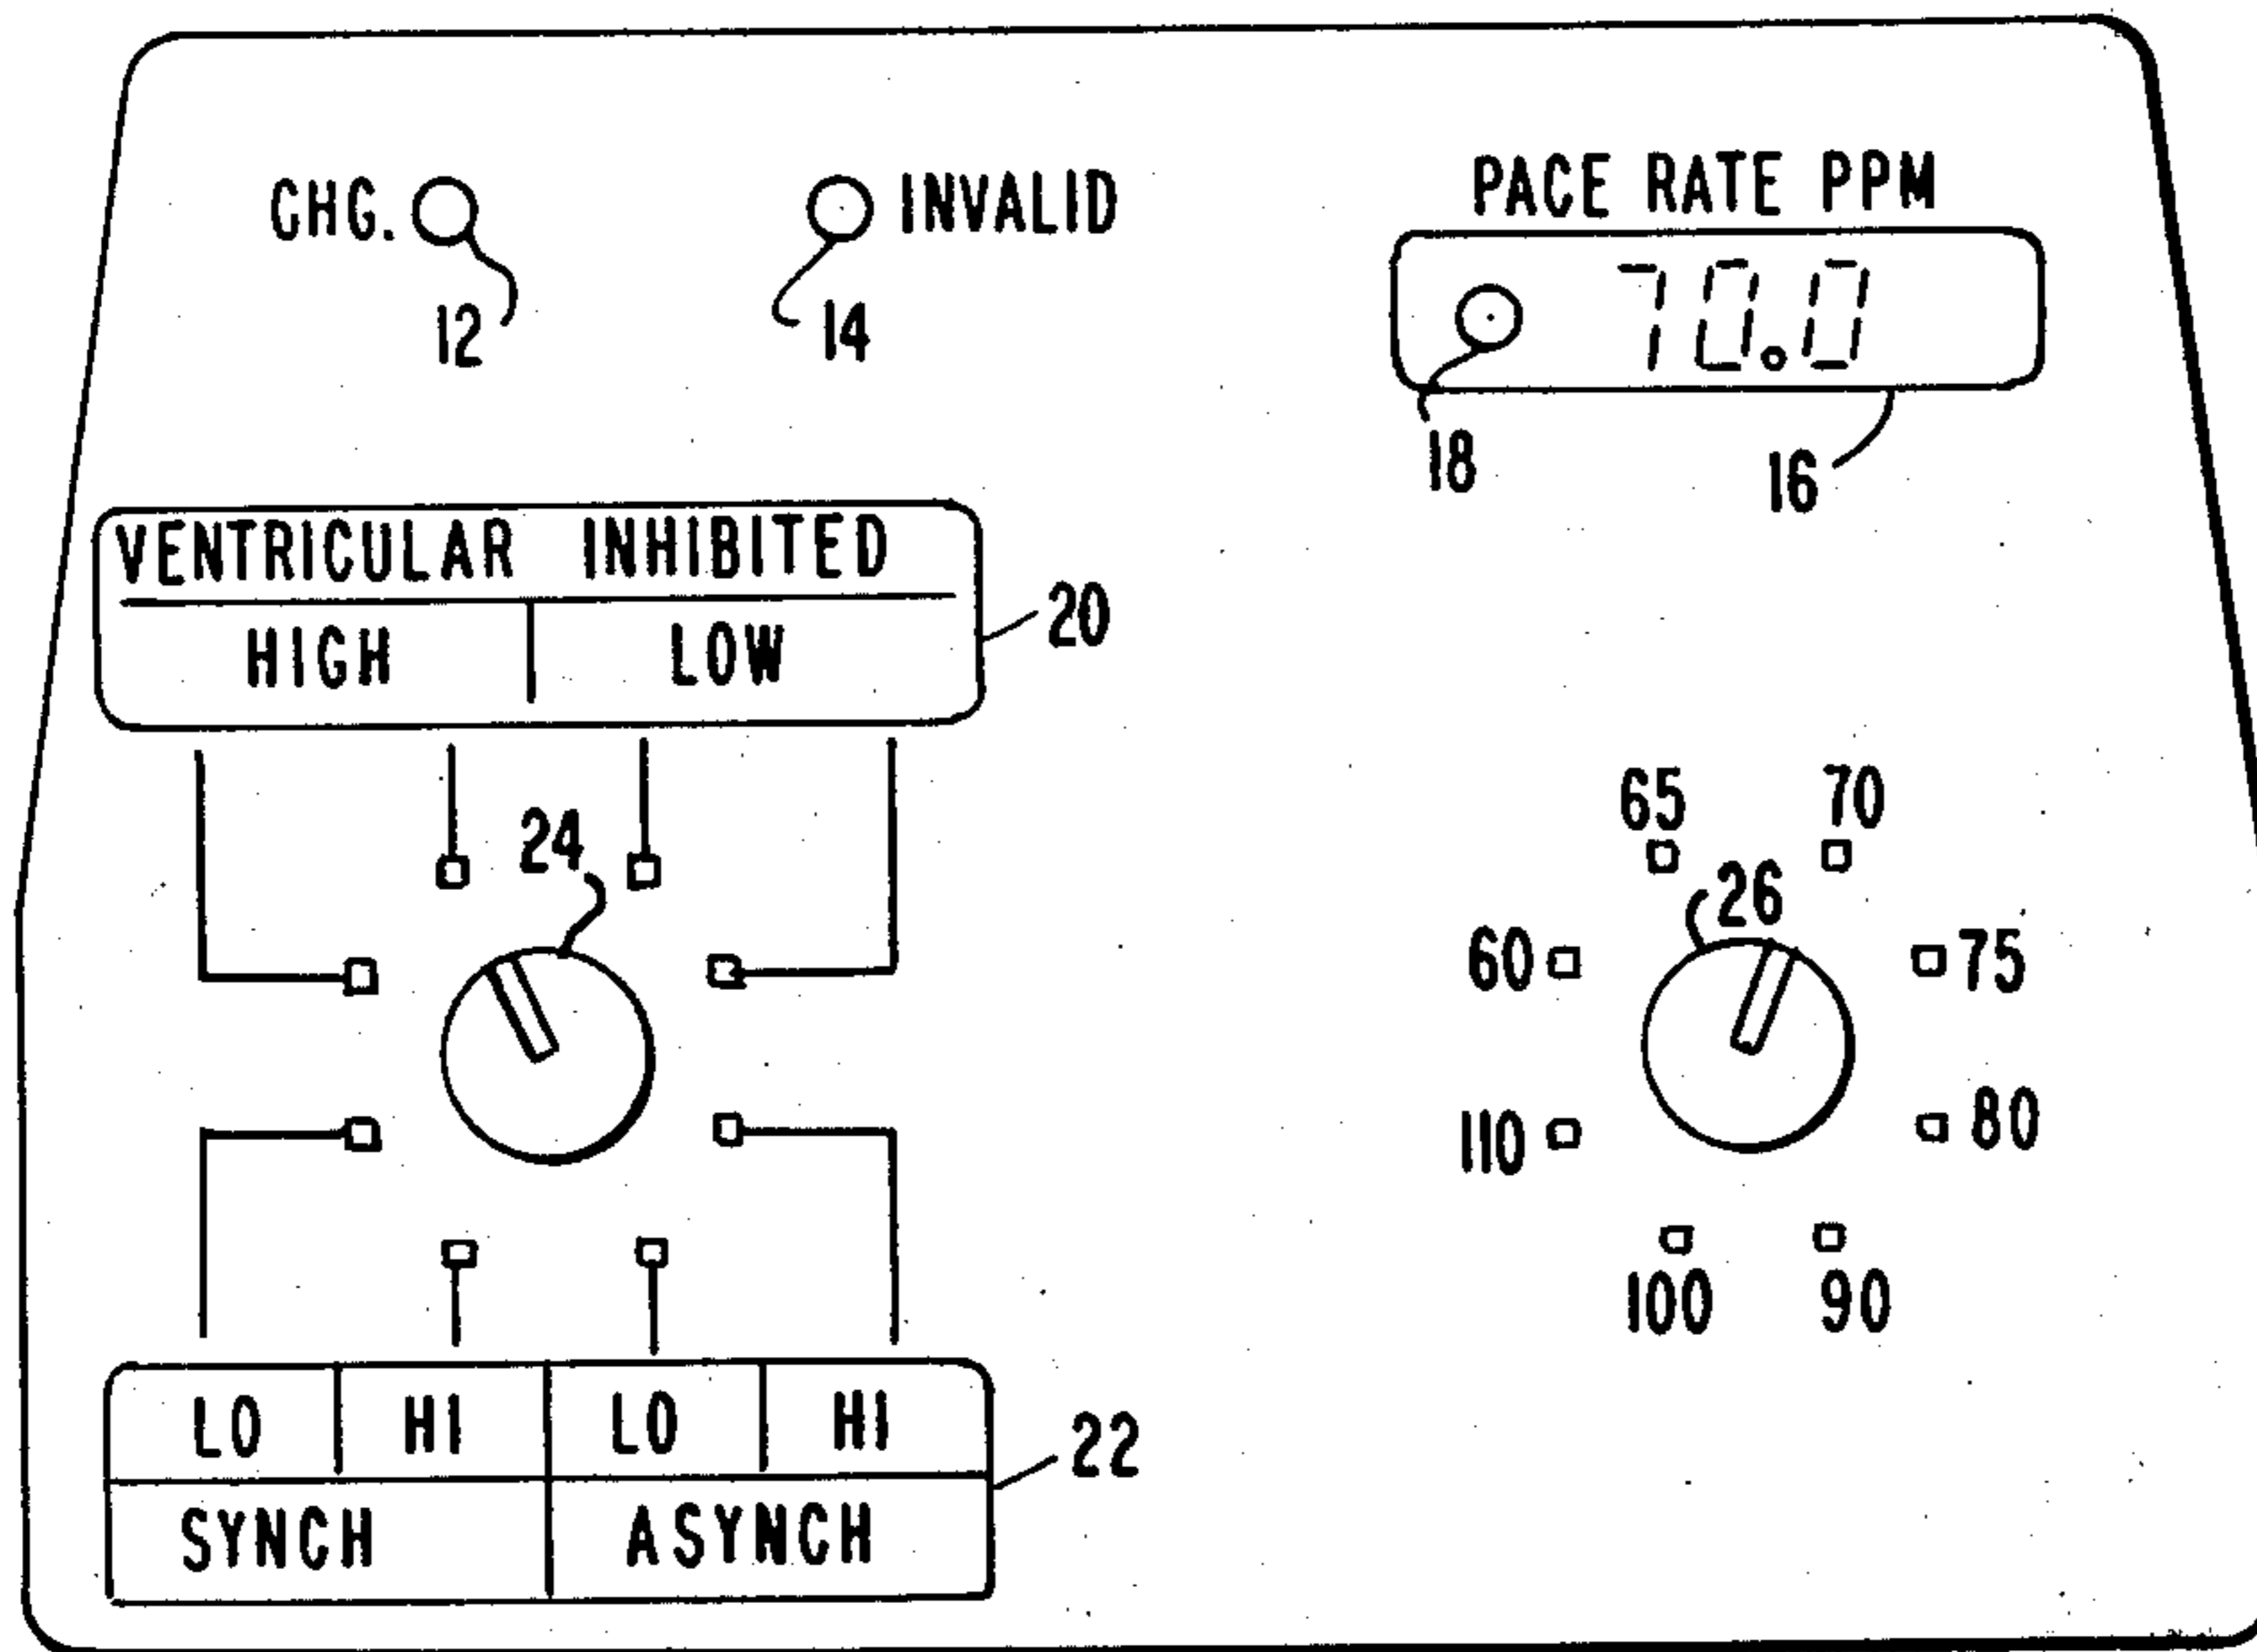 CHG.
INVALID
PACE RATE PPM
12
14
70.0
18
16
VENTRICULAR INHIBITED
HIGH LOW
20
24
65 70
26
60 75
110 80
100 90
LO HI LO HI
22
SYNCH ASYNCH